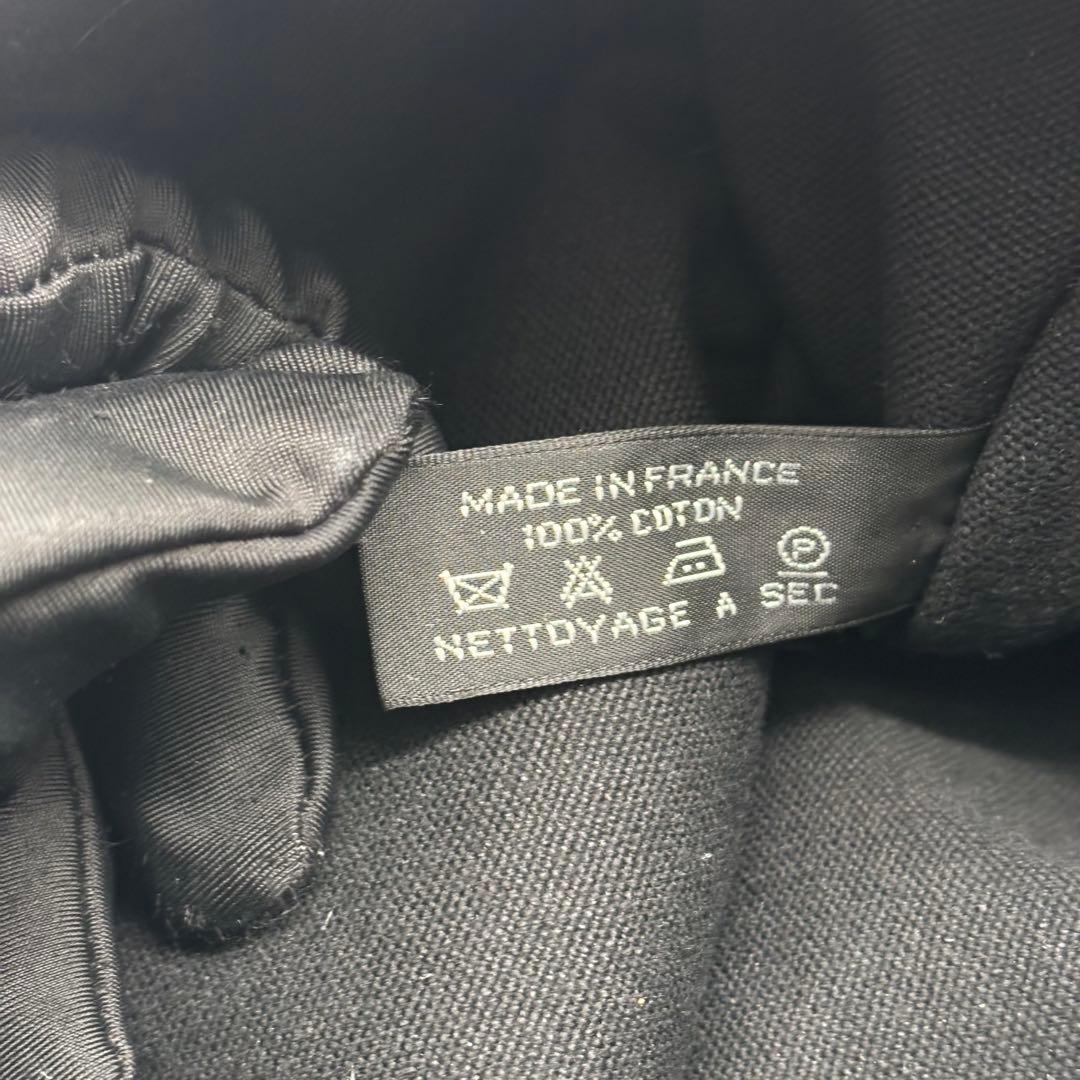 MADE IN FRANCE
100% COTON
P
NETTOYAGE A SEC